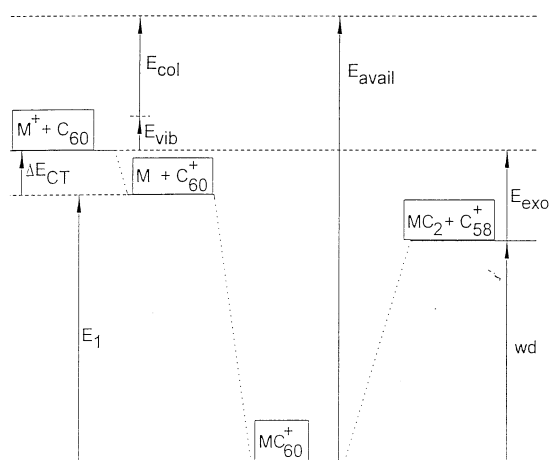 E_col
E_avail
M^+ + C_60
E_vib
ΔE_CT
M + C_60^+
E_exo
MC_2 + C_58^+
E_1
wd
MC_60^+